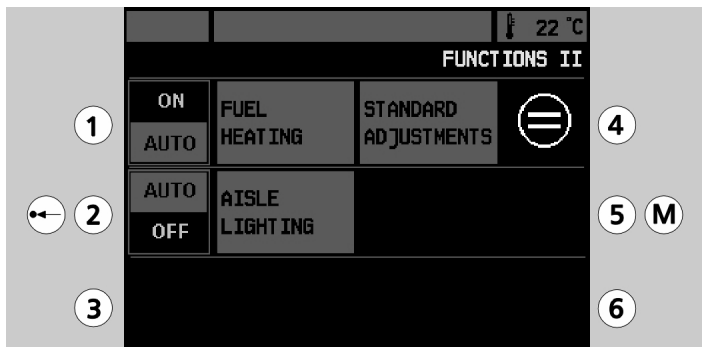 22 °C
FUNCTIONS II
ON
AUTO
FUEL
HEATING
STANDARD
ADJUSTMENTS
1
4
AUTO
OFF
AISLE
LIGHTING
2
5
M
3
6